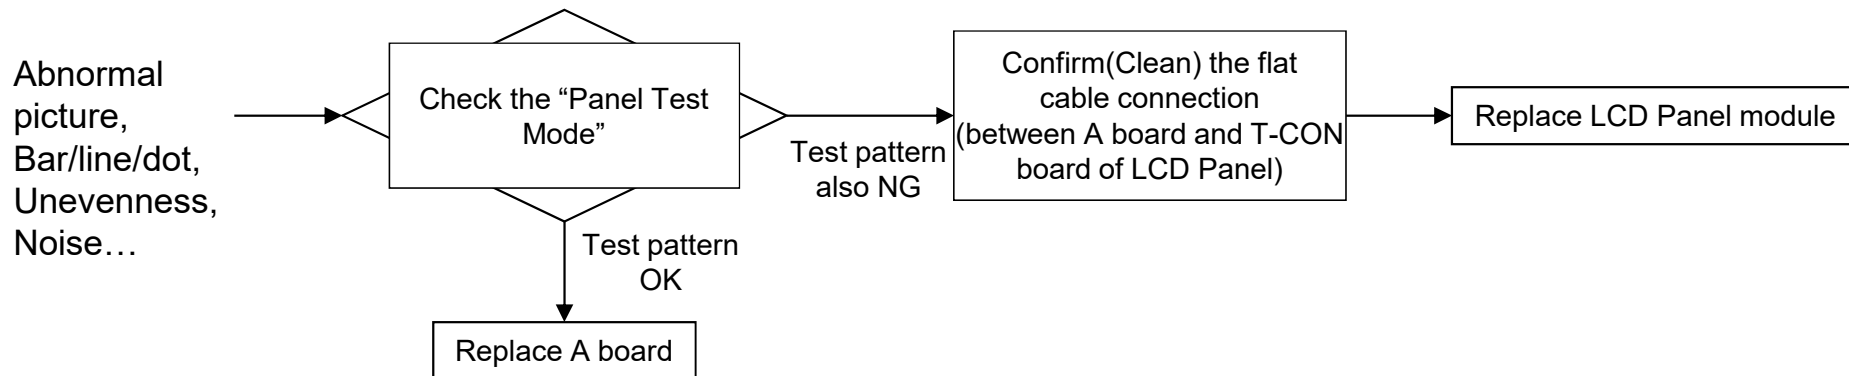 Abnormal
picture,
Bar/line/dot,
Unevenness,
Noise…
Check the “Panel Test
Mode”
Test pattern
also NG
Confirm(Clean) the flat
cable connection
(between A board and T-CON
board of LCD Panel)
Replace LCD Panel module
Test pattern
OK
Replace A board